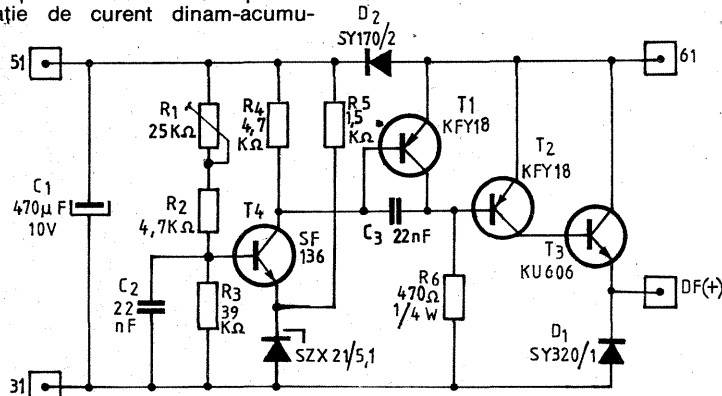 ație de curent dinam-acumu-
D2
SY170/2
51
61
R1
25KΩ
R4
4,7
KΩ
R5
1,5
KΩ
T1
KFY18
T2
KFY18
C1
470µF
10V
R2
4,7KΩ
T4
SF
136
C3 22nF
T3
KU606
C2
22
nF
R3
39
KΩ
R6
470Ω
1/4 W
DF(+)
D1
SY320/1
SZX 21/5,1
31